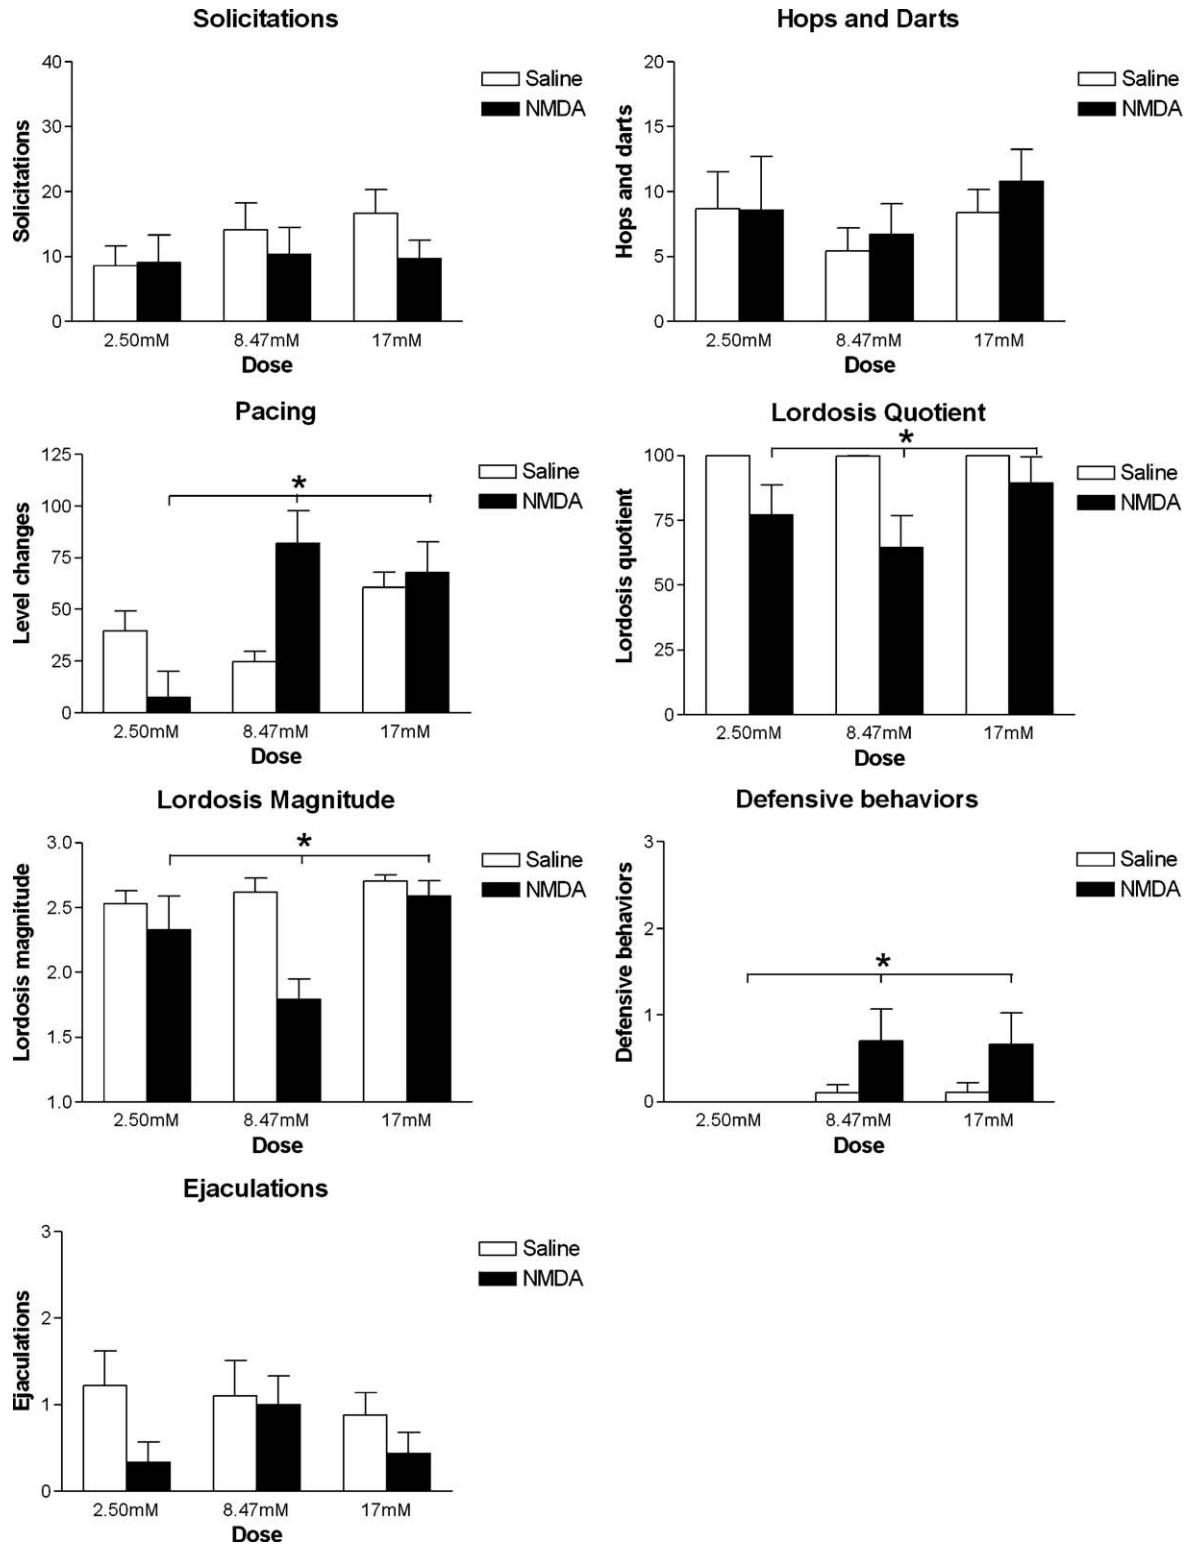 Solicitations
40
30
20
10
0
Solicitations
2.50mM 8.47mM 17mM
Dose
Saline
NMDA
Hops and Darts
20
15
10
5
0
Hops and darts
2.50mM 8.47mM 17mM
Dose
Saline
NMDA
Pacing
125
100
75
50
25
0
Level changes
*
2.50mM 8.47mM 17mM
Dose
Saline
NMDA
Lordosis Quotient
100
75
50
25
0
Lordosis quotient
*
2.50mM 8.47mM 17mM
Dose
Saline
NMDA
Lordosis Magnitude
3.0
2.5
2.0
1.5
1.0
Lordosis magnitude
*
2.50mM 8.47mM 17mM
Dose
Saline
NMDA
Defensive behaviors
3
2
1
0
Defensive behaviors
*
2.50mM 8.47mM 17mM
Dose
Saline
NMDA
Ejaculations
3
2
1
0
Ejaculations
2.50mM 8.47mM 17mM
Dose
Saline
NMDA